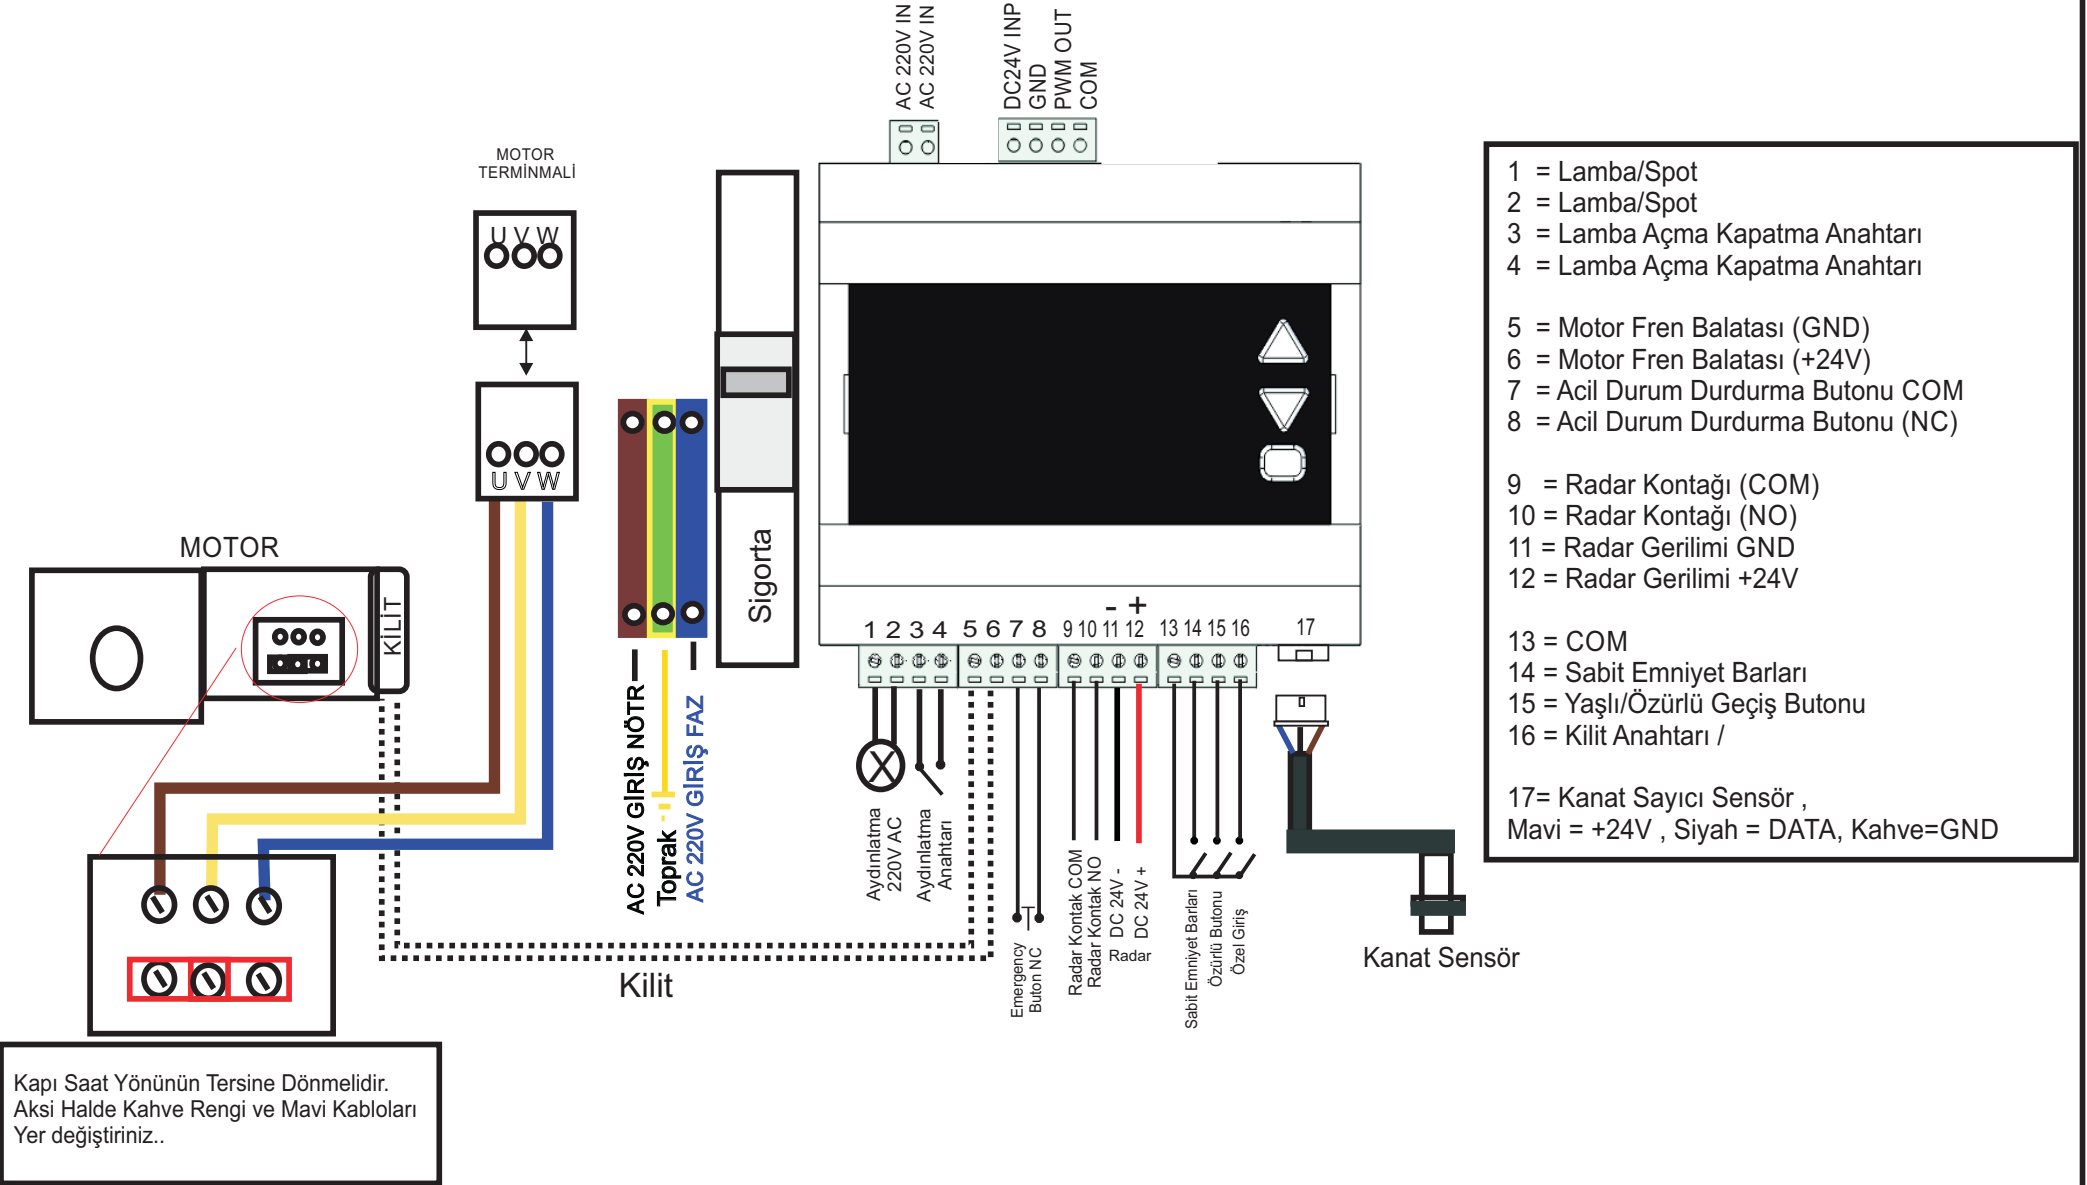 AC 220V IN
AC 220V IN
DC24V INP
GND
PWM OUT
COM
MOTOR
TERMİNMALİ
U V W
U V W
MOTOR
KİLİT
Sigorta
AC 220V GİRİŞ NÖTR
Toprak
AC 220V GİRİŞ FAZ
- +
1 2 3 4 5 6 7 8 9 10 11 12 13 14 15 16 17
Aydınlatma
220V AC
Aydınlatma
Anahtarı
Emergency
Buton NC
Radar Kontak COM
Radar Kontak NO
DC 24V -
DC 24V +
Radar
Sabit Emniyet Barları
Özürlü Butonu
Özel Giriş
Kanat Sensör
Kilit
1 = Lamba/Spot
2 = Lamba/Spot
3 = Lamba Açma Kapatma Anahtarı
4 = Lamba Açma Kapatma Anahtarı
5 = Motor Fren Balatası (GND)
6 = Motor Fren Balatası (+24V)
7 = Acil Durum Durdurma Butonu COM
8 = Acil Durum Durdurma Butonu (NC)
9 = Radar Kontağı (COM)
10 = Radar Kontağı (NO)
11 = Radar Gerilimi GND
12 = Radar Gerilimi +24V
13 = COM
14 = Sabit Emniyet Barları
15 = Yaşlı/Özürlü Geçiş Butonu
16 = Kilit Anahtarı /
17= Kanat Sayıcı Sensör ,
Mavi = +24V , Siyah = DATA, Kahve=GND
Kapı Saat Yönünün Tersine Dönmelidir.
Aksi Halde Kahve Rengi ve Mavi Kabloları
Yer değiştiriniz..